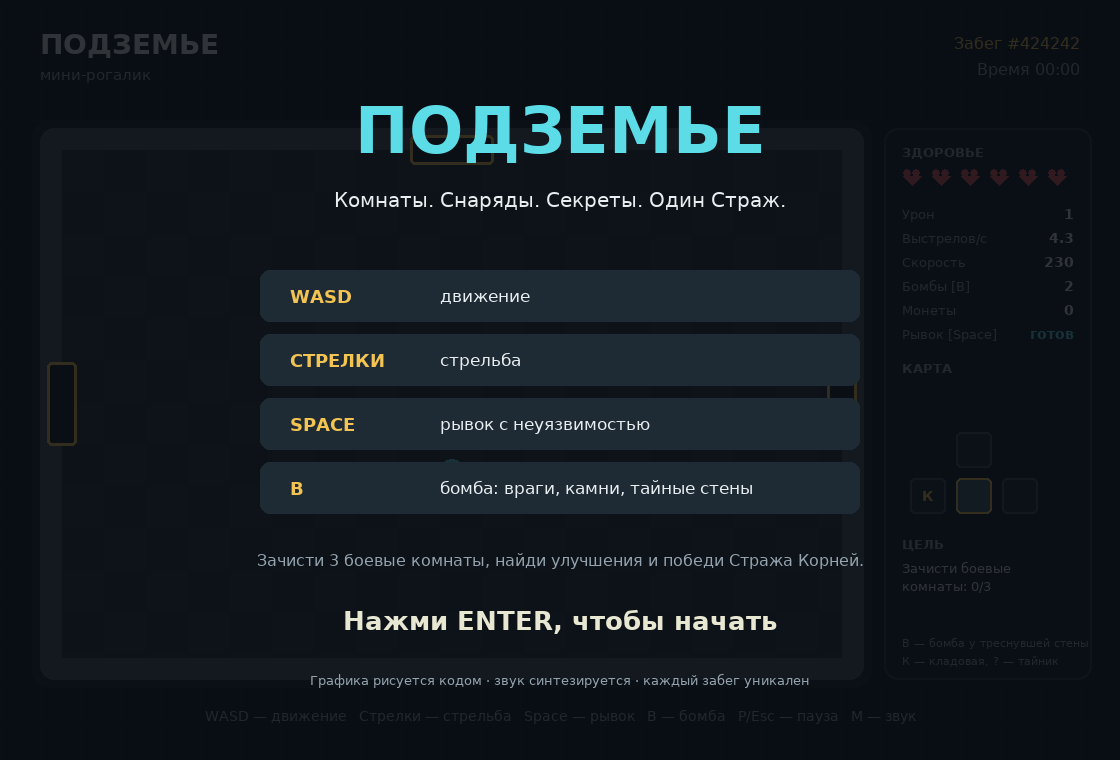 ПОДЗЕМЬЕ
мини-рогалик
Забег #424242
Время 00:00
ПОДЗЕМЬЕ
Комнаты. Снаряды. Секреты. Один Страж.
WASD движение
СТРЕЛКИ стрельба
SPACE рывок с неуязвимостью
B бомба: враги, камни, тайные стены
Зачисти 3 боевые комнаты, найди улучшения и победи Стража Корней.
Нажми ENTER, чтобы начать
Графика рисуется кодом · звук синтезируется · каждый забег уникален
ЗДОРОВЬЕ
Урон 1
Выстрелов/с 4.3
Скорость 230
Бомбы [B] 2
Монеты 0
Рывок [Space] готов
КАРТА
К
ЦЕЛЬ
Зачисти боевые
комнаты: 0/3
B — бомба у треснувшей стены
К — кладовая, ? — тайник
WASD — движение Стрелки — стрельба Space — рывок B — бомба P/Esc — пауза M — звук